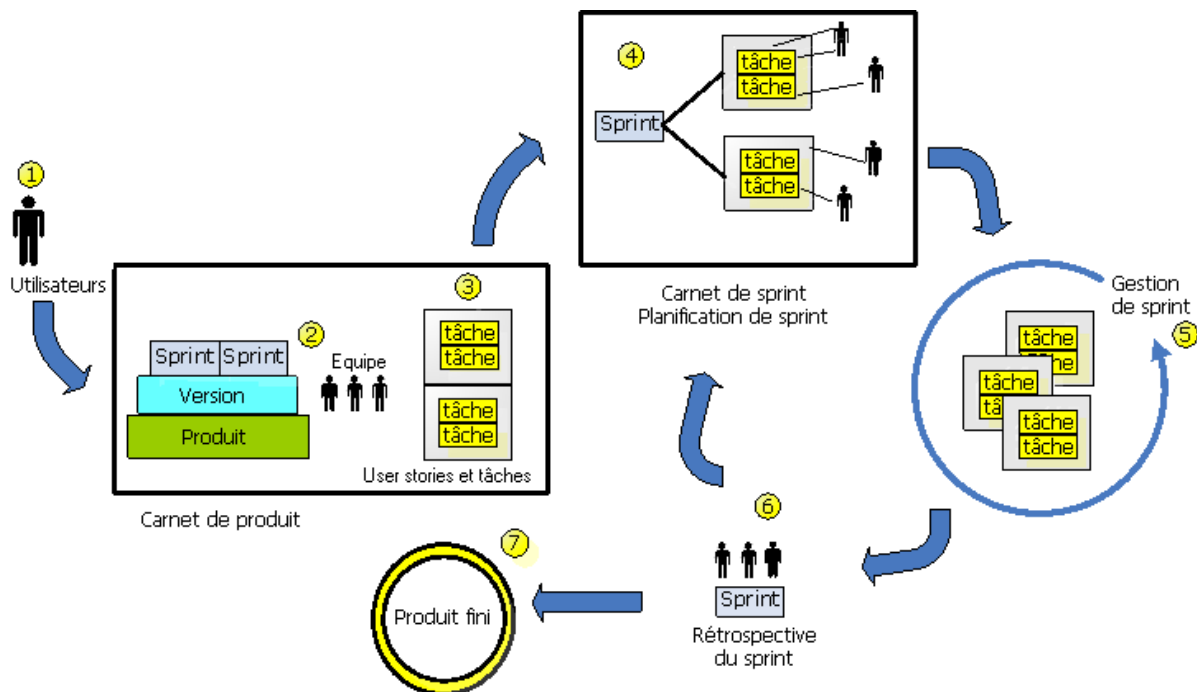 1
Utilisateurs
2
Sprint Sprint
Version
Produit
Equipe
3
tâche
tâche
tâche
tâche
User stories et tâches
Carnet de produit
4
Sprint
tâche
tâche
tâche
tâche
Carnet de sprint
Planification de sprint
Gestion
de sprint
5
tâche
tâche
tâche
tâche
tâche
6
Sprint
Rétrospective
du sprint
7
Produit fini